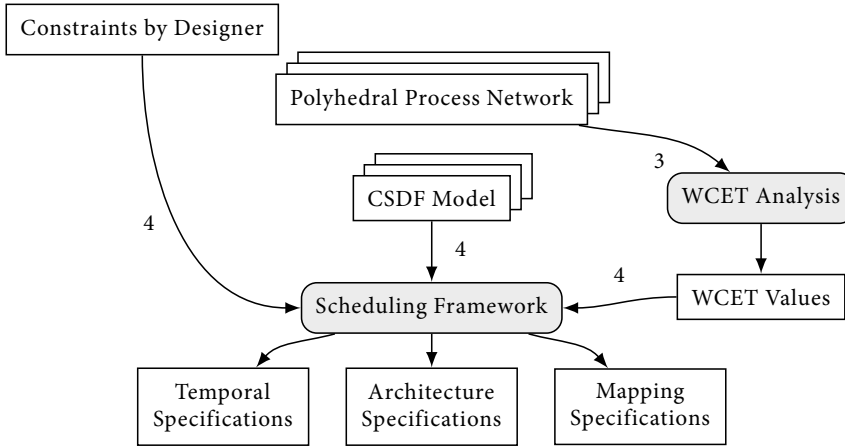 Constraints by Designer
Polyhedral Process Network
3
CSDF Model
WCET Analysis
4
4
4
Scheduling Framework
WCET Values
Temporal
Specifications
Architecture
Specifications
Mapping
Specifications